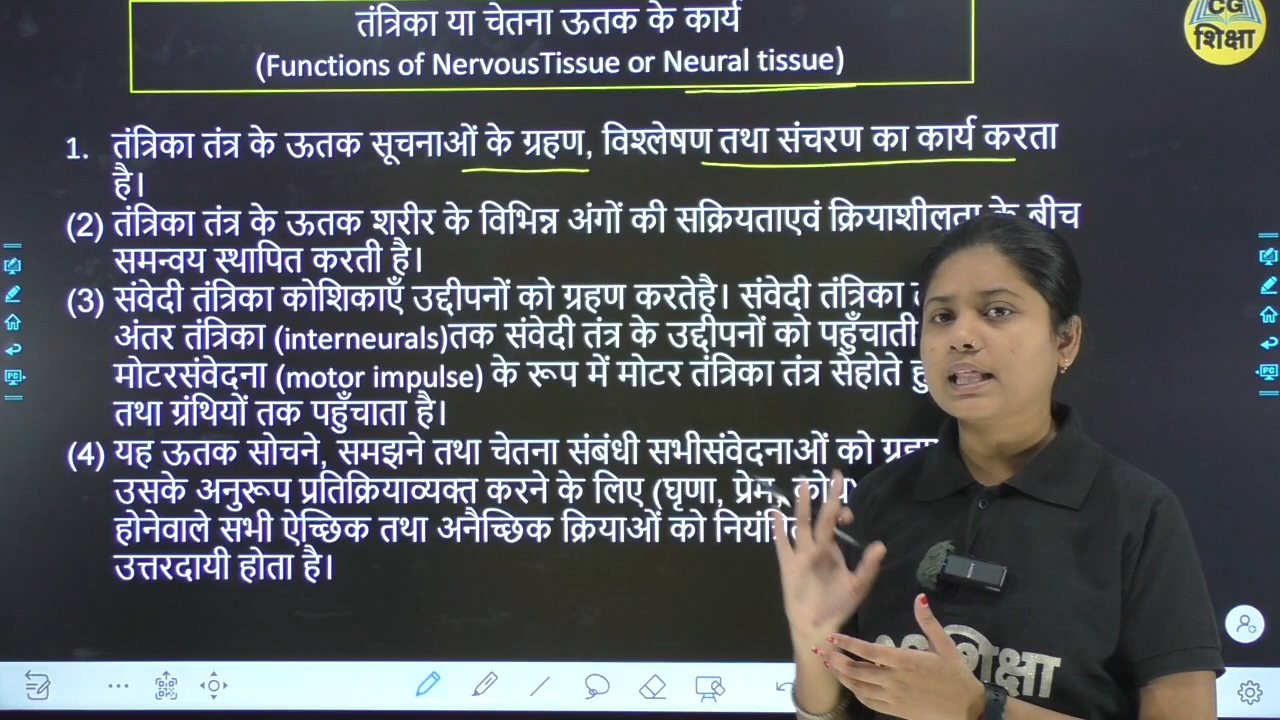 तंत्रिका या चेतना ऊतक के कार्य
(Functions of NervousTissue or Neural tissue)
CG
शिक्षा
1. तंत्रिका तंत्र के ऊतक सूचनाओं के ग्रहण, विश्लेषण तथा संचरण का कार्य करता
है।
(2) तंत्रिका तंत्र के ऊतक शरीर के विभिन्न अंगों की सक्रियताएवं क्रियाशीलता के बीच
समन्वय स्थापित करती है।
(3) संवेदी तंत्रिका कोशिकाएँ उद्दीपनों को ग्रहण करतेहै। संवेदी तंत्रिका
अंतर तंत्रिका (interneurals)तक संवेदी तंत्र के उद्दीपनों को पहुँचाती
मोटरसंवेदना (motor impulse) के रूप में मोटर तंत्रिका तंत्र सेहोते
तथा ग्रंथियों तक पहुँचाता है।
(4) यह ऊतक सोचने, समझने तथा चेतना संबंधी सभीसंवेदनाओं को
उसके अनुरूप प्रतिक्रियाव्यक्त करने के लिए (घृणा, प्रेम,
होनेवाले सभी ऐच्छिक तथा अनैच्छिक क्रियाओं को
उत्तरदायी होता है।
PC
PC
शिक्षा